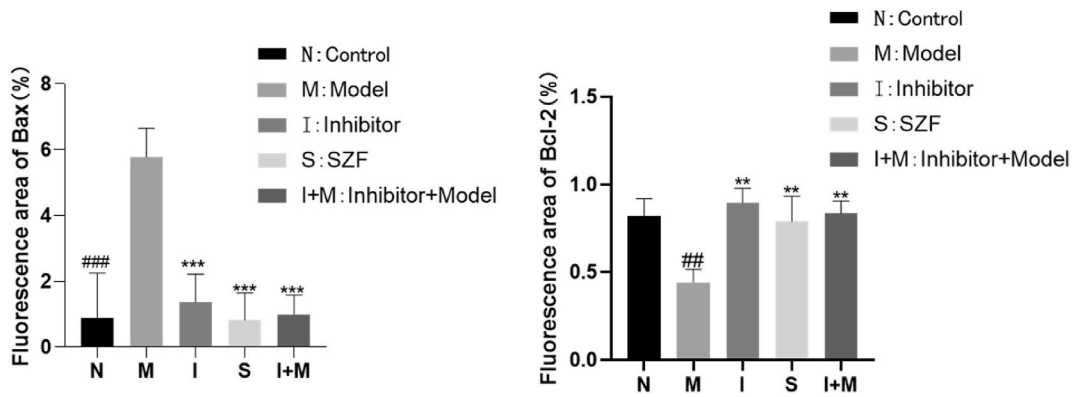 N:Control
M:Model
I:Inhibitor
S:SZF
I+M:Inhibitor+Model
Fluorescence area of Bax(%)
8
6
4
2
0
###
***
***
***
N M I S I+M
N:Control
M:Model
I:Inhibitor
S:SZF
I+M:Inhibitor+Model
Fluorescence area of Bcl-2(%)
1.5
1.0
0.5
0.0
##
**
**
**
N M I S I+M